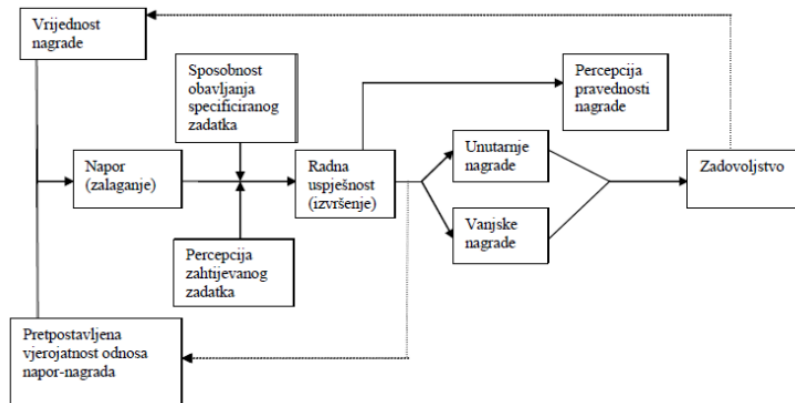 Vrijednost
nagrade
Sposobnost
obavljanja
specificiranog
zadatka
Percepcija
pravednosti
nagrade
Napor
(zalaganje)
Radna
uspješnost
(izvršenje)
Unutarnje
nagrade
Zadovoljstvo
Vanjske
nagrade
Percepcija
zahtijevanog
zadatka
Pretpostavljena
vjerojatnost odnosa
napor-nagrada